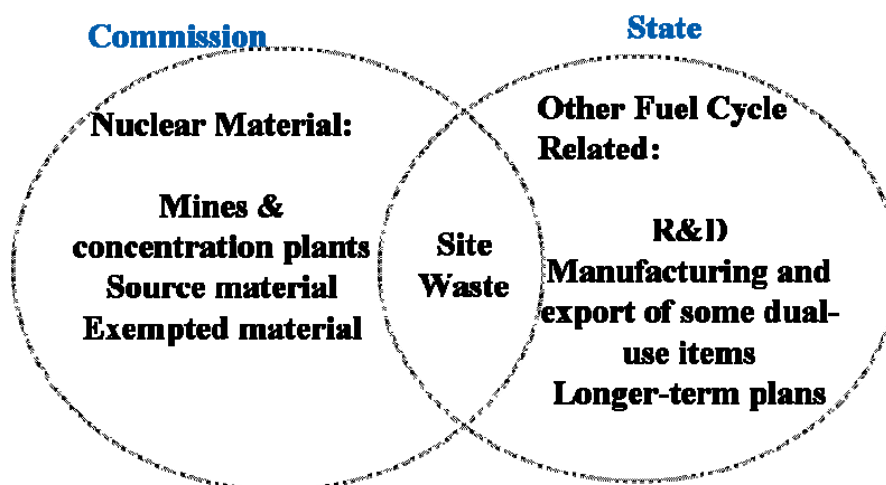 Commission
State
Nuclear Material:
Mines &
concentration plants
Source material
Exempted material
Site
Waste
Other Fuel Cycle
Related:
R&D
Manufacturing and
export of some dual-
use items
Longer-term plans